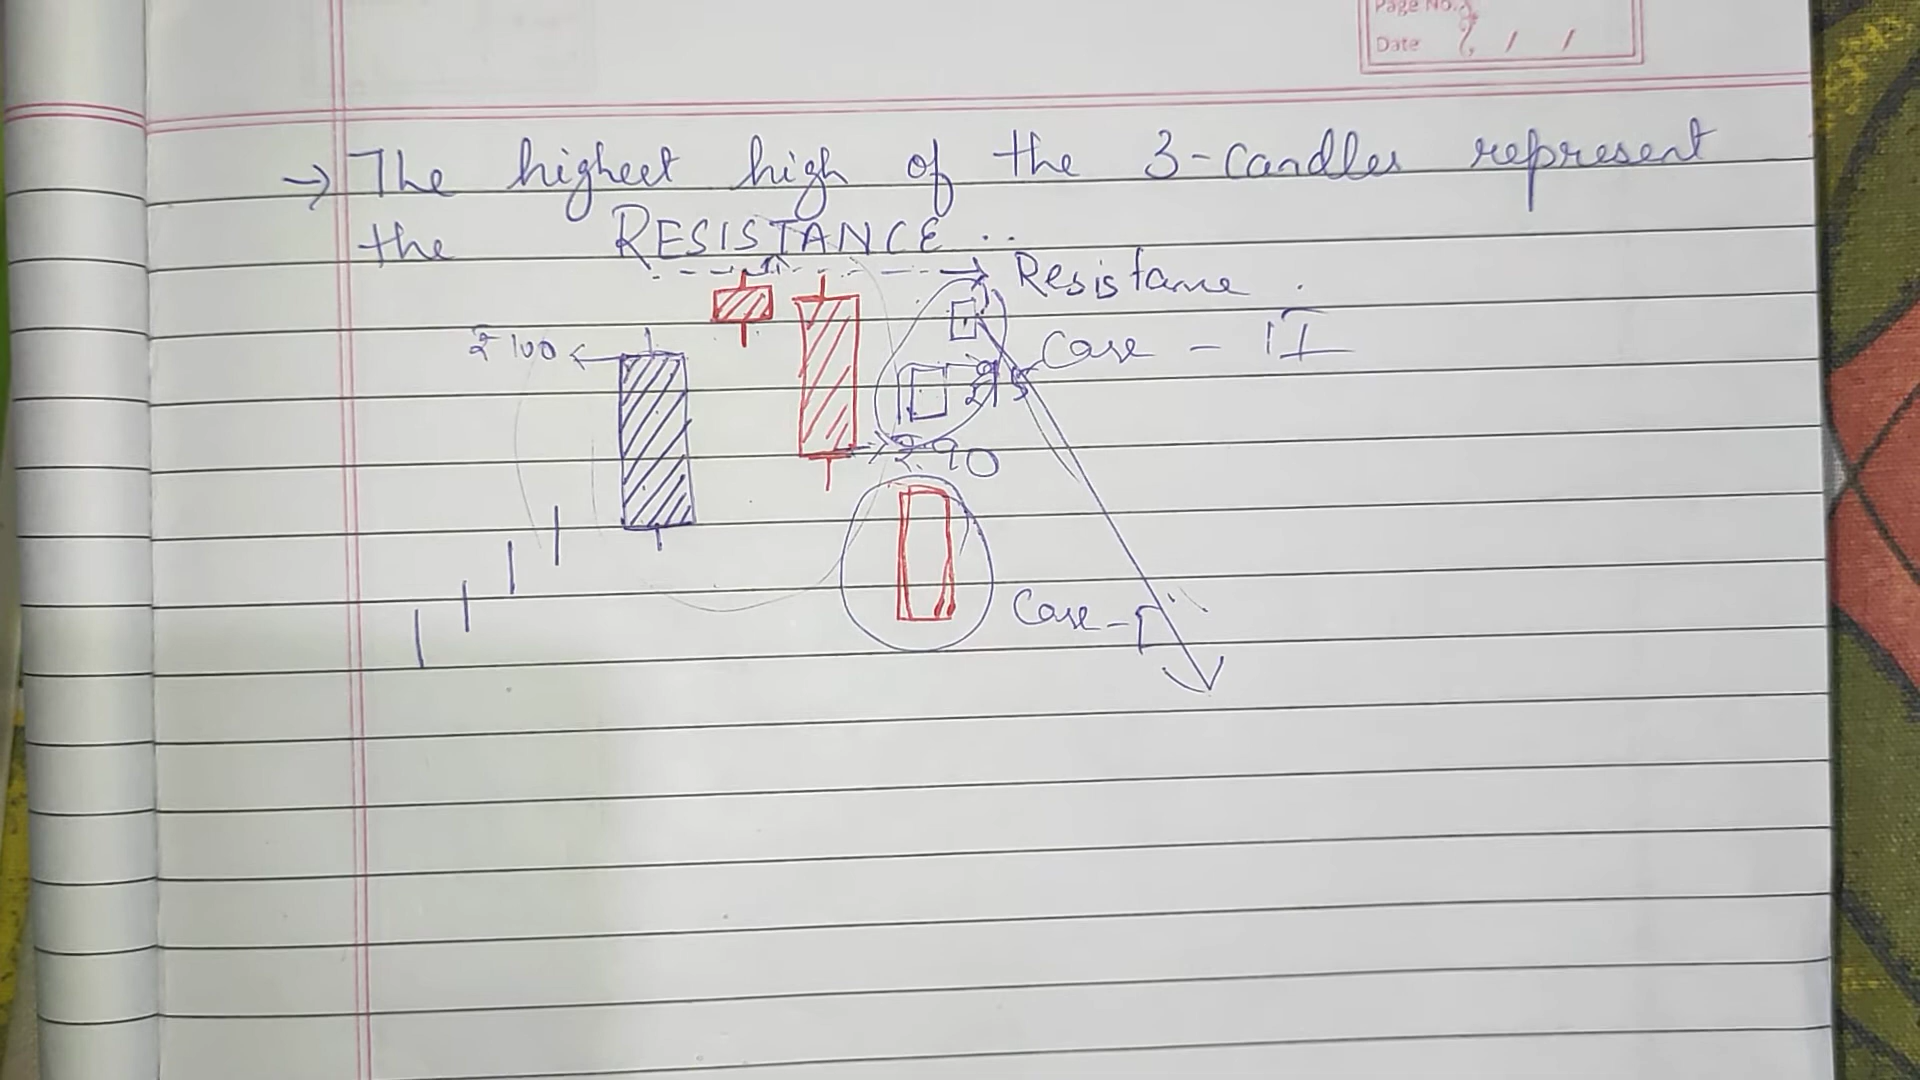 Page No.
Date / /
→ The highest high of the 3-candles represent
the RESISTANCE ..
Resistance .
₹100
Case - II
₹95
₹.90
Case - I